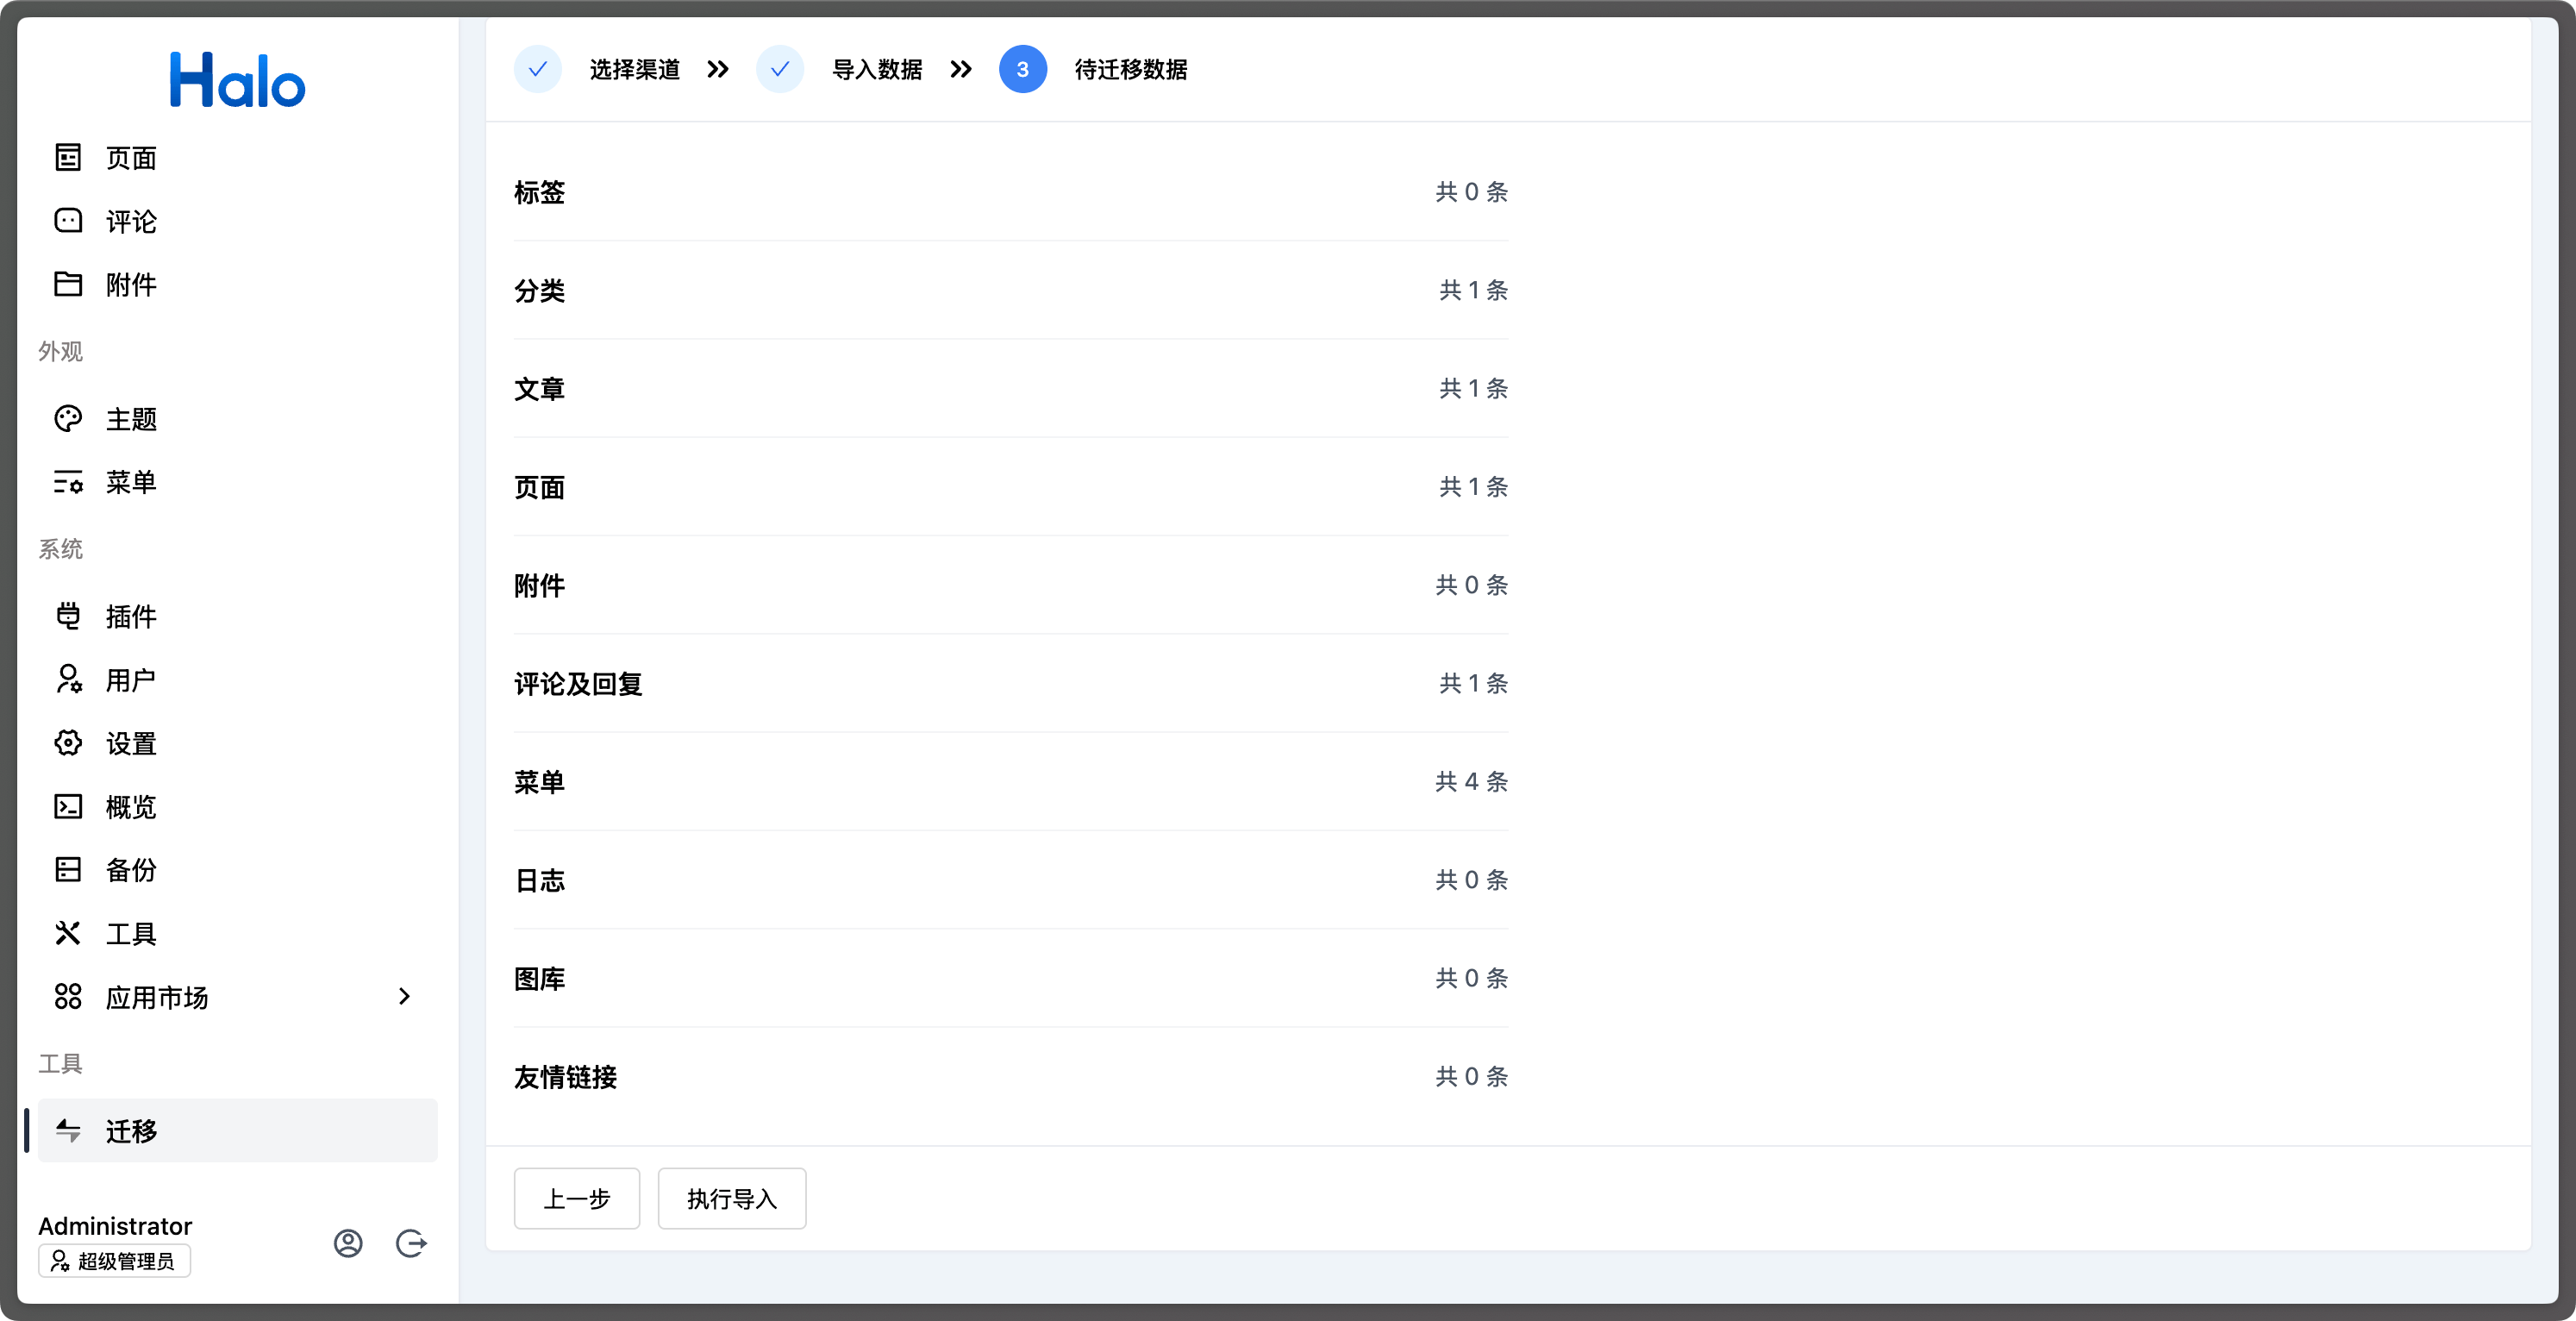 Halo
页面
评论
附件
外观
主题
菜单
系统
插件
用户
设置
概览
备份
工具
应用市场
工具
迁移
Administrator
超级管理员
选择渠道
导入数据
3 待迁移数据
标签 共 0 条
分类 共 1 条
文章 共 1 条
页面 共 1 条
附件 共 0 条
评论及回复 共 1 条
菜单 共 4 条
日志 共 0 条
图库 共 0 条
友情链接 共 0 条
上一步 执行导入